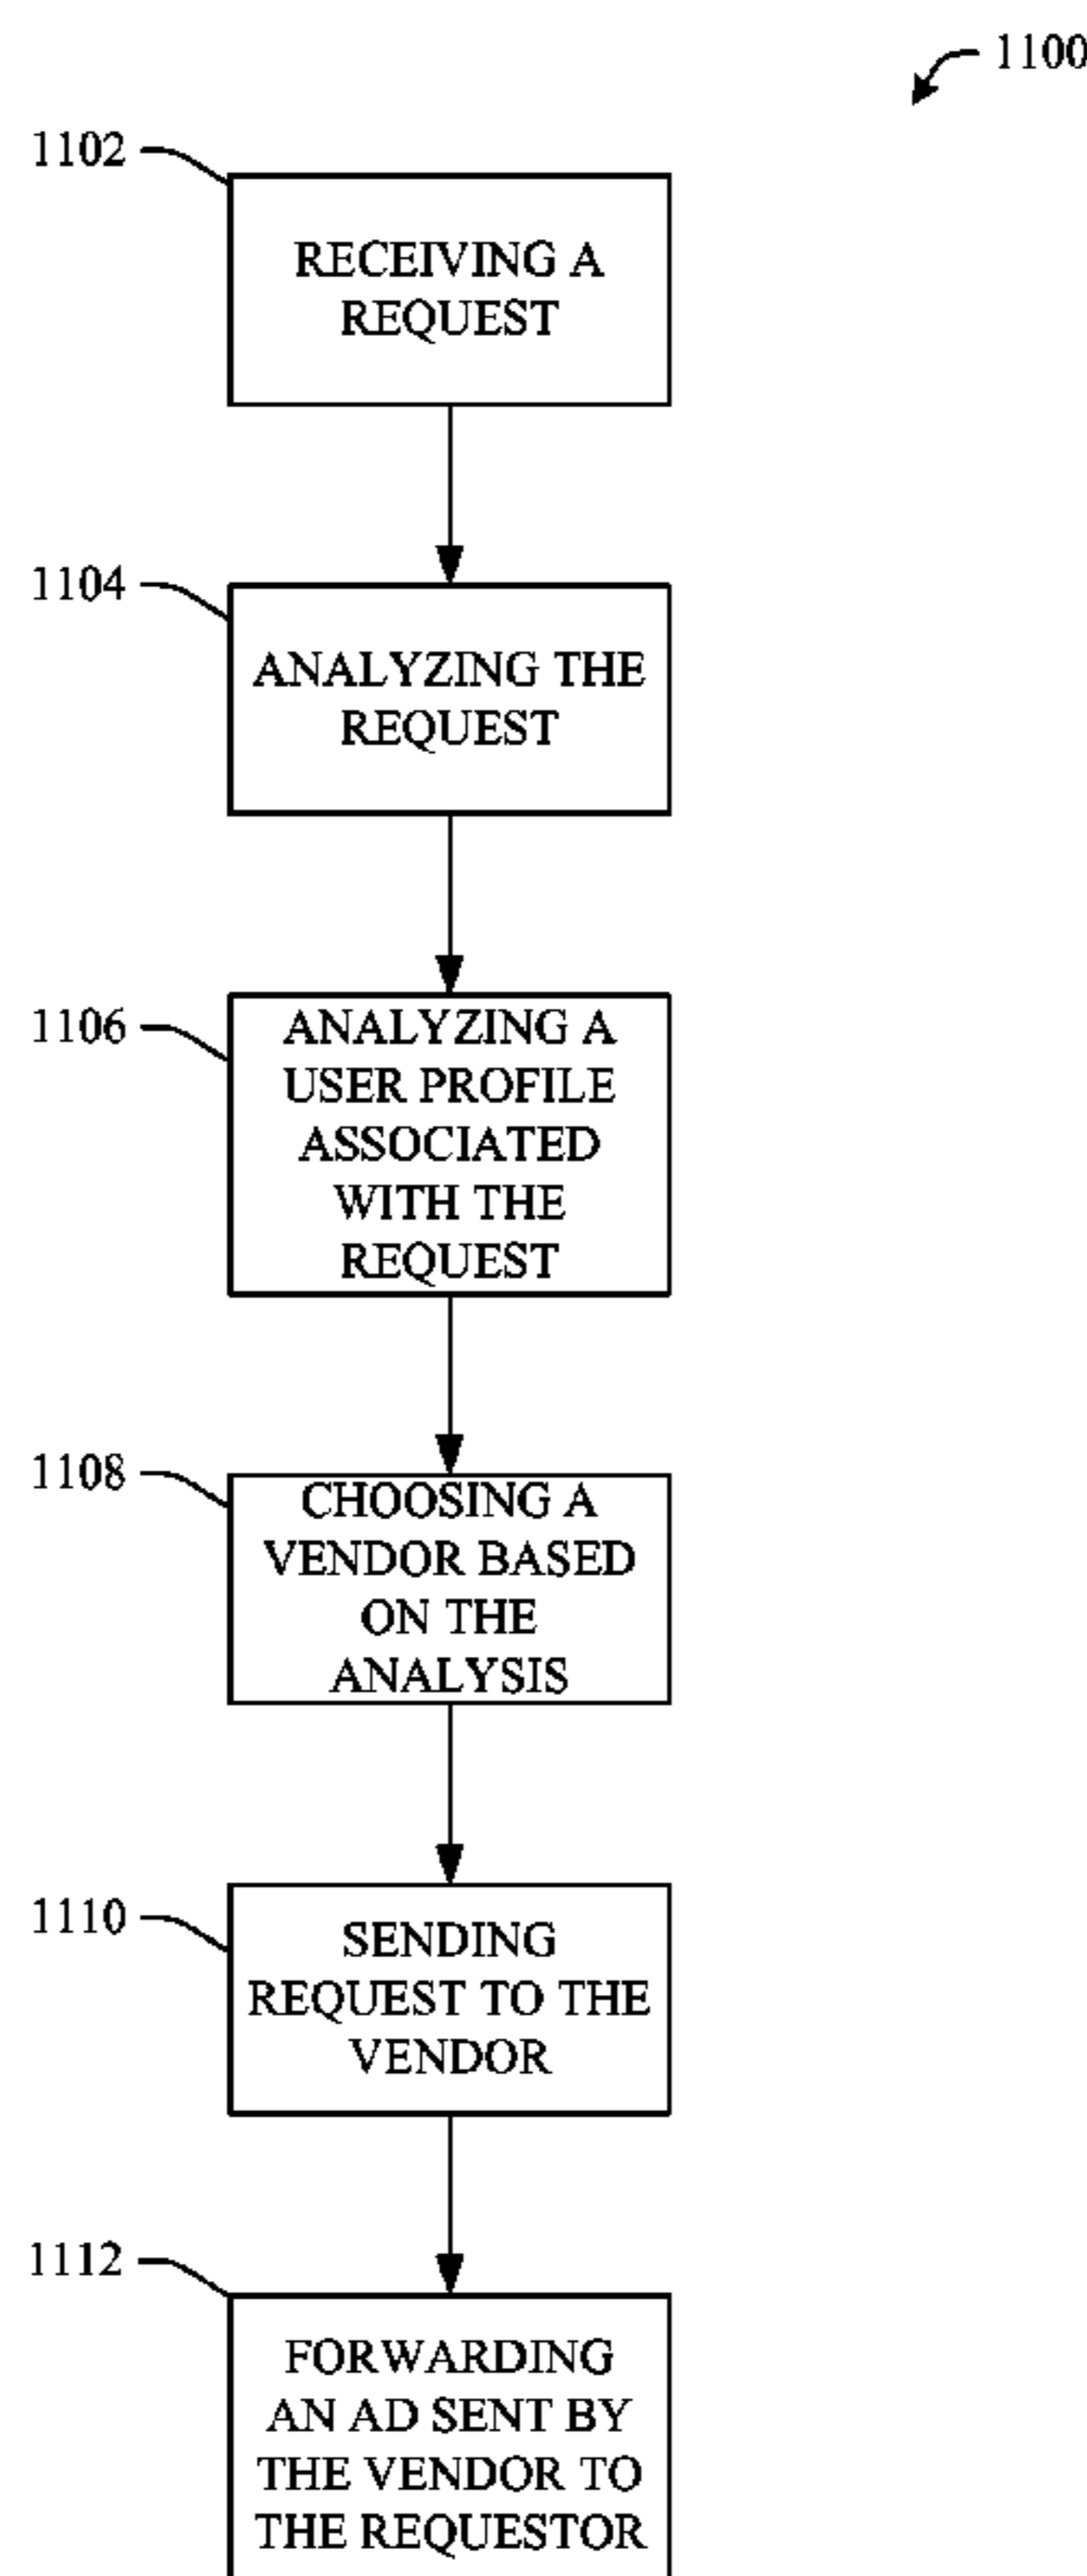 1100
1102
RECEIVING A
REQUEST
1104
ANALYZING THE
REQUEST
1106
ANALYZING A
USER PROFILE
ASSOCIATED
WITH THE
REQUEST
1108
CHOOSING A
VENDOR BASED
ON THE
ANALYSIS
1110
SENDING
REQUEST TO THE
VENDOR
1112
FORWARDING
AN AD SENT BY
THE VENDOR TO
THE REQUESTOR